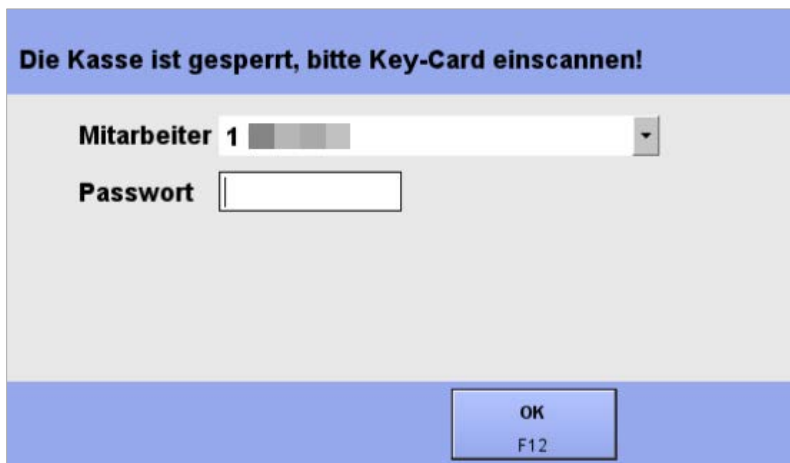 Die Kasse ist gesperrt, bitte Key-Card einscannen!
Mitarbeiter 1
Passwort
OK
F12